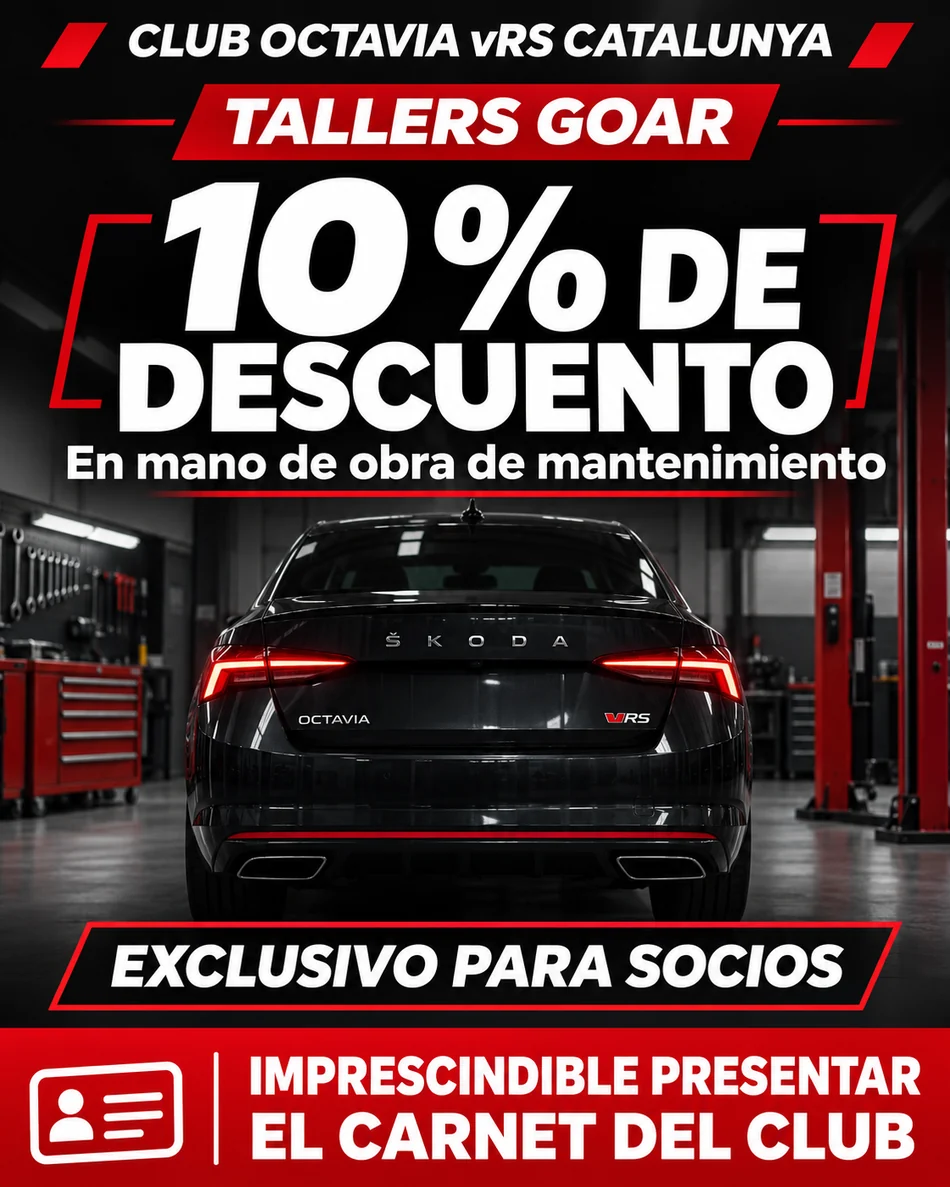 CLUB OCTAVIA vRS CATALUNYA
TALLERS GOAR
10% DE
DESCUENTO
En mano de obra de mantenimiento
ŠKODA
OCTAVIA
VRS
EXCLUSIVO PARA SOCIOS
IMPRESCINDIBLE PRESENTAR
EL CARNET DEL CLUB